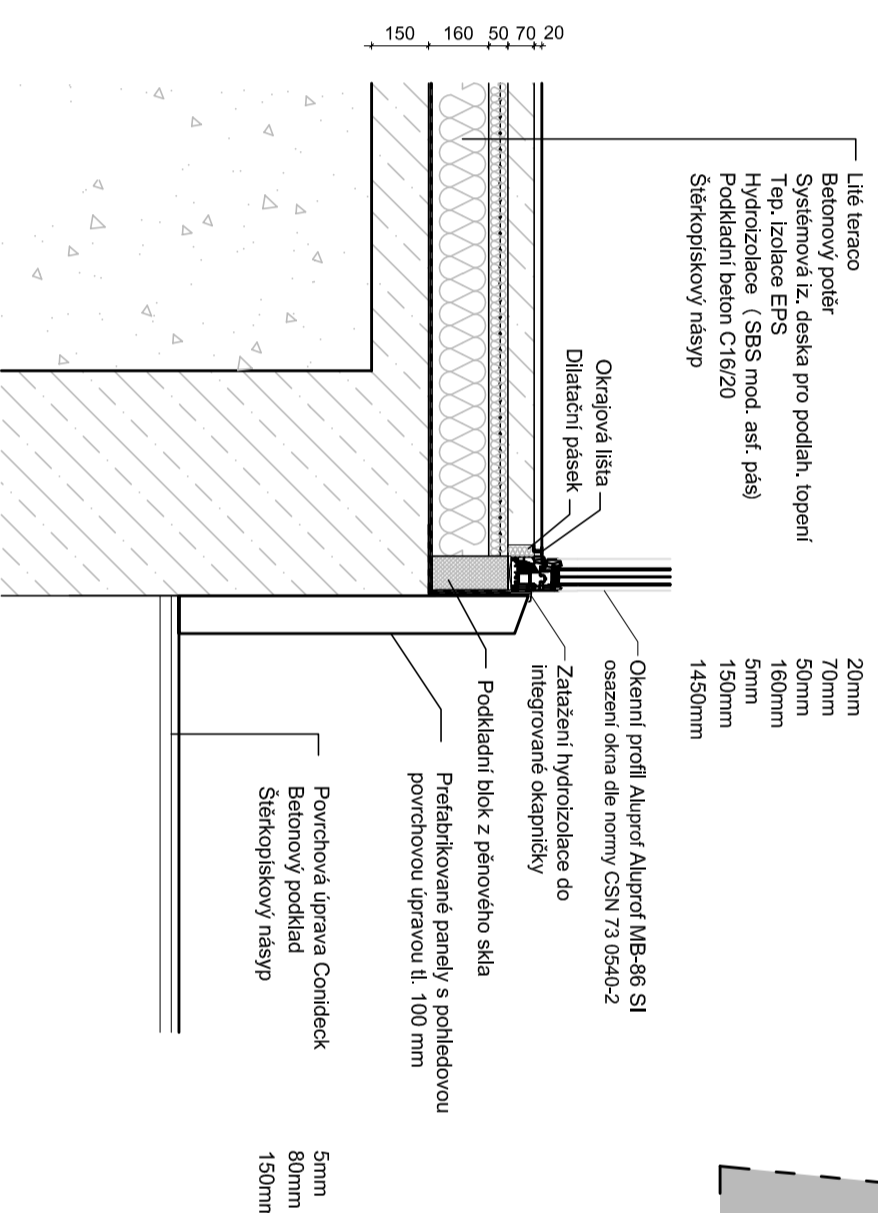 150 160 50 70 20
Lité teraco 20mm
Betonový potěr 70mm
Systémová iz. deska pro podlah. topení 50mm
Tep. izolace EPS 160mm
Hydroizolace (SBS mod. asf. pás) 5mm
Podkladní beton C16/20 150mm
Štěrkopískový násyp 1450mm
Okrajová lišta
Dilatační pásek
Okenní profil Aluprof Aluprof MB-86 SI
osazení okna dle normy CSN 73 0540-2
Zatažení hydroizolace do
integrované okapničky
Podkladní blok z pěnového skla
Prefabrikované panely s pohledovou
povrchovou úpravou tl. 100 mm
Povrchová úprava Conideck 5mm
Betonový podklad 80mm
Štěrkopískový násyp 150mm